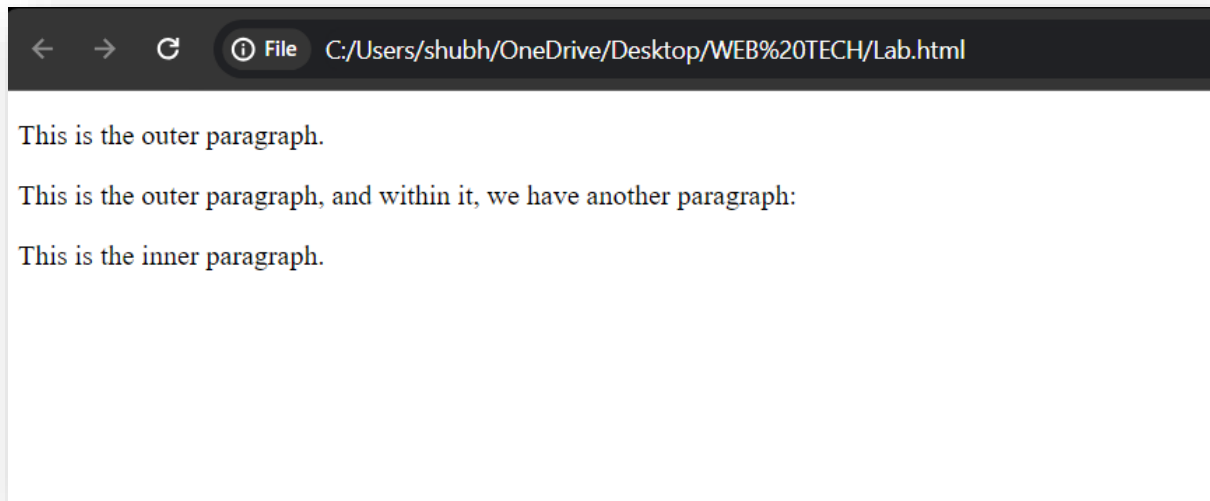 File C:/Users/shubh/OneDrive/Desktop/WEB%20TECH/Lab.html
This is the outer paragraph.
This is the outer paragraph, and within it, we have another paragraph:
This is the inner paragraph.